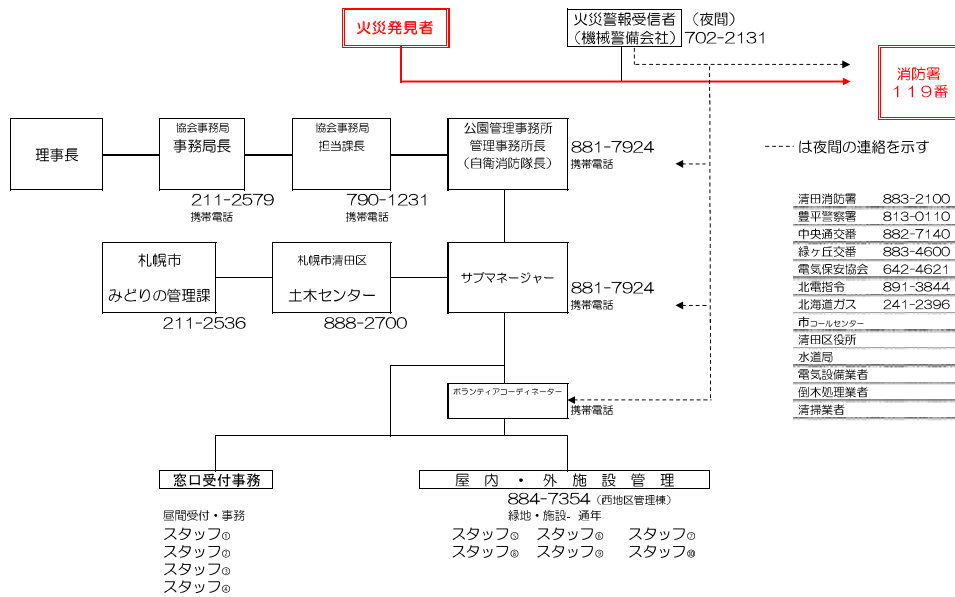 火災発見者
火災警報受信者 （夜間）
（機械警備会社） 702-2131
消防署
１１９番
理事長
協会事務局
事務局長
211-2579
携帯電話
協会事務局
担当課長
790-1231
携帯電話
公園管理事務所
管理事務所長
（自衛消防隊長）
881-7924
携帯電話
---- は夜間の連絡を示す
札幌市
みどりの管理課
211-2536
札幌市清田区
土木センター
888-2700
サブマネージャー
881-7924
携帯電話
清田消防署 883-2100
豊平警察署 813-0110
中央通交番 882-7140
緑ヶ丘交番 883-4600
電気保安協会 642-4621
北電指令 891-3844
北海道ガス 241-2396
市コールセンター
清田区役所
水道局
電気設備業者
倒木処理業者
清掃業者
ボランティアコーディネーター
携帯電話
窓口受付事務
昼間受付・事務
スタッフ①
スタッフ②
スタッフ③
スタッフ④
屋内・外施設管理
884-7354（西地区管理棟）
緑地・施設- 通年
スタッフ⑤ スタッフ⑥ スタッフ⑦
スタッフ⑧ スタッフ⑨ スタッフ⑩